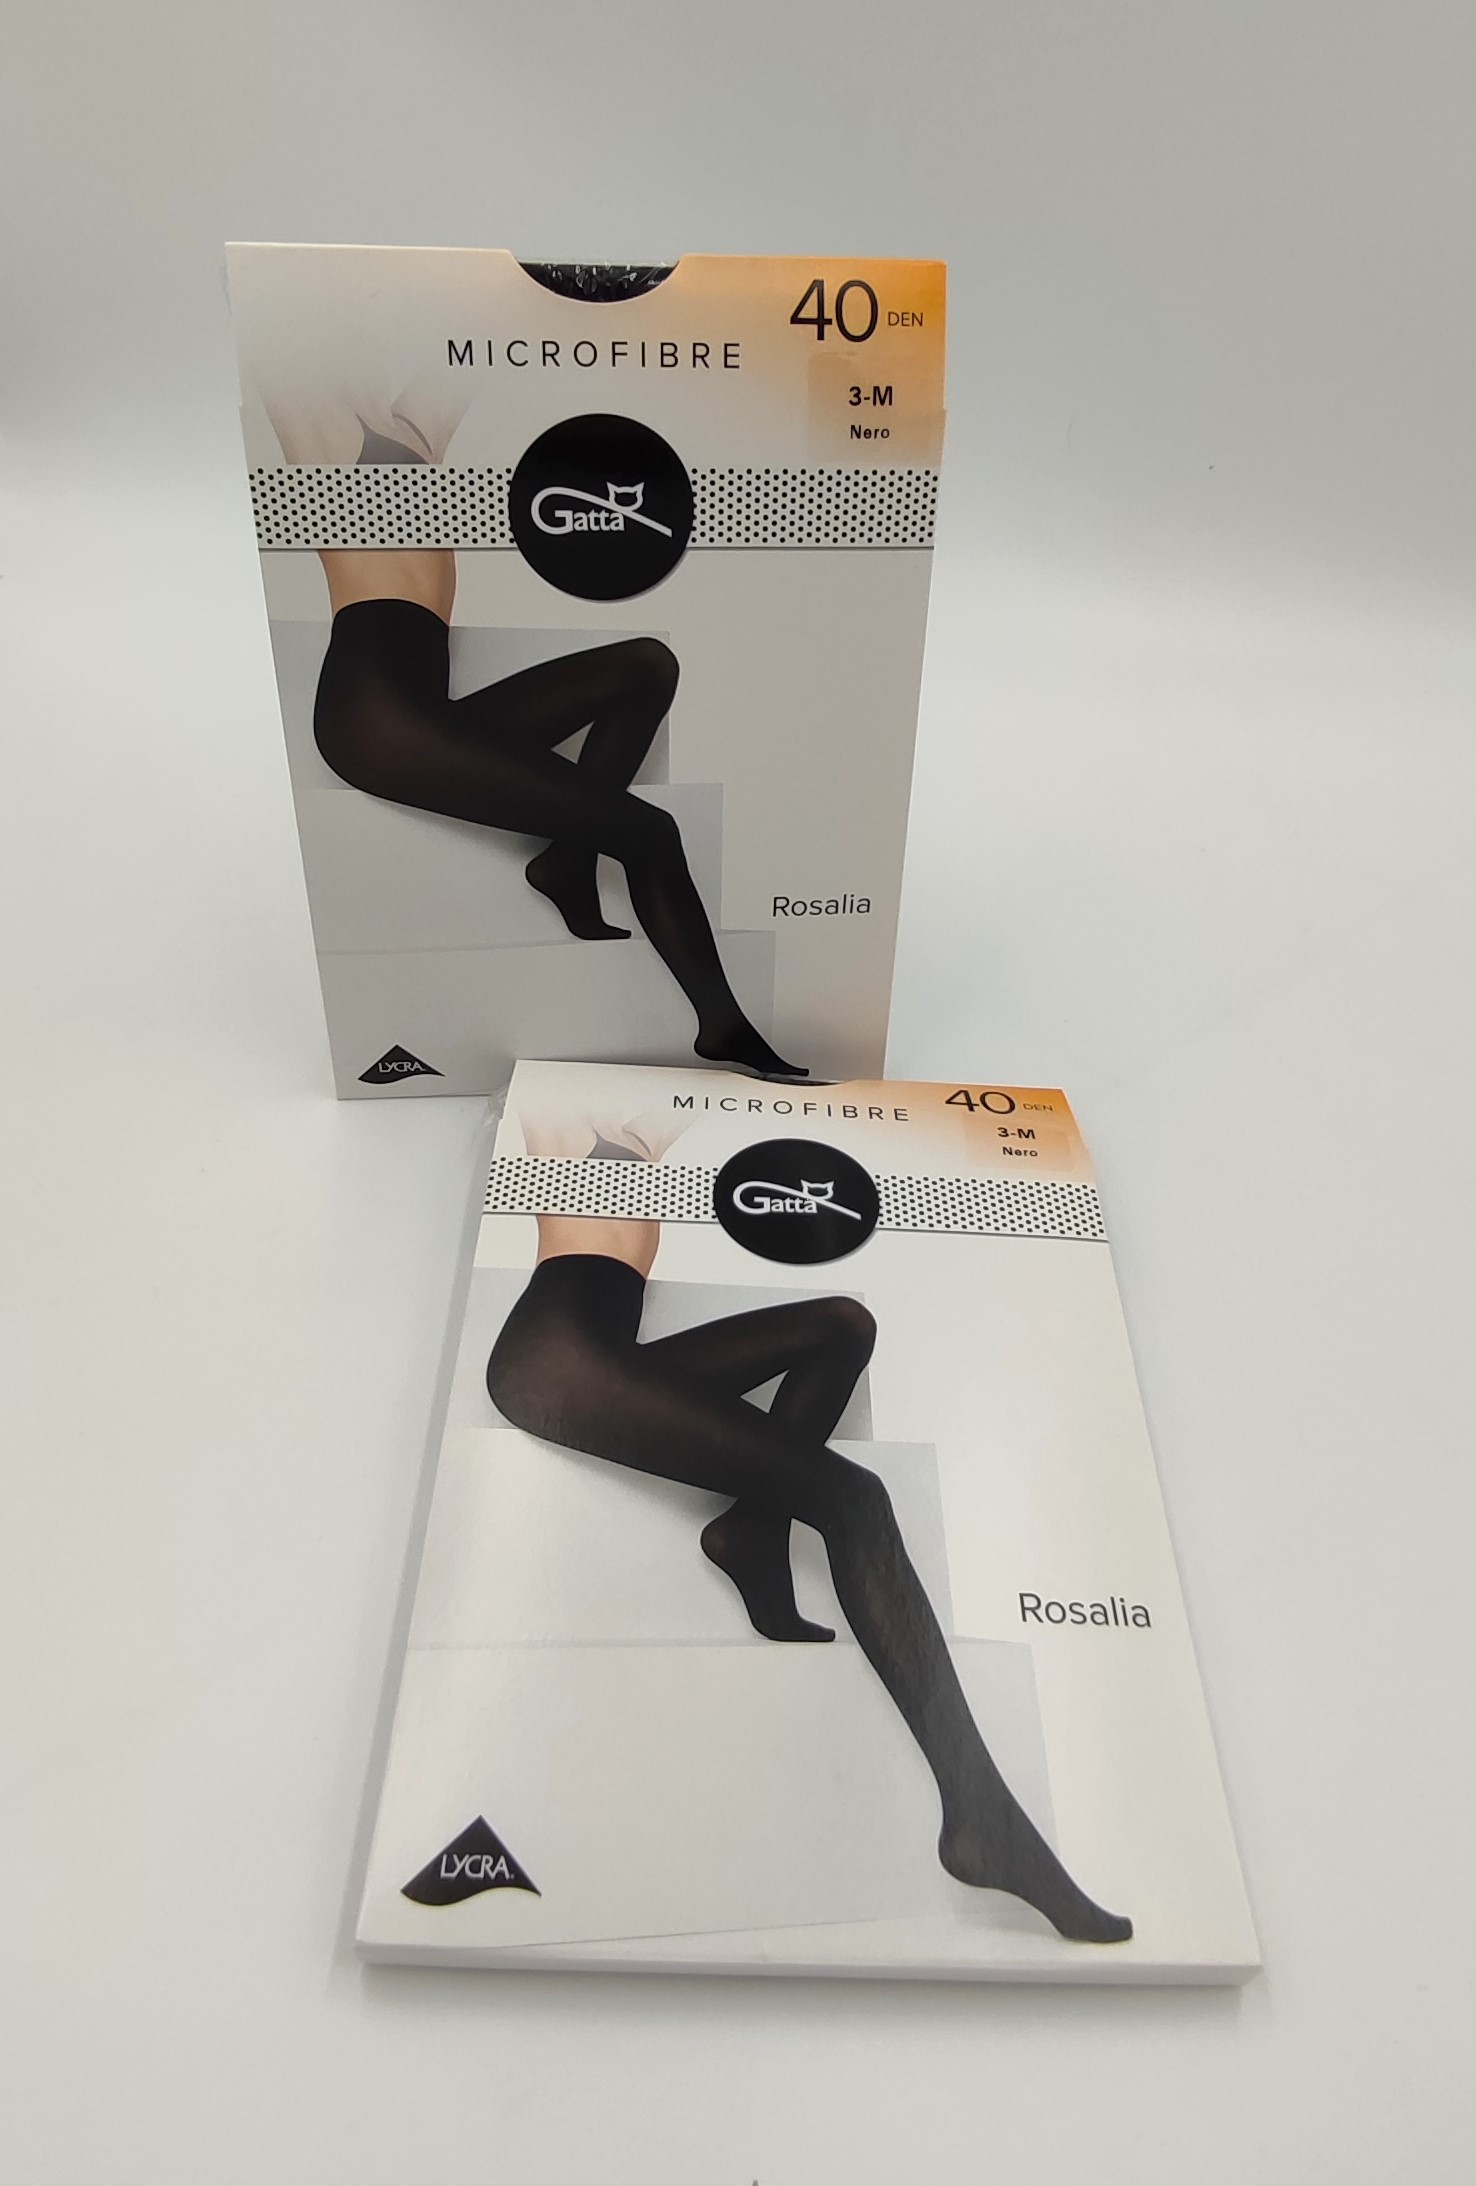 40 DEN
MICROFIBRE
3-M
Nero
Gatta
Rosalia
LYCRA
MICROFIBRE 40 DEN
3-M
Nero
Gatta
Rosalia
LYCRA